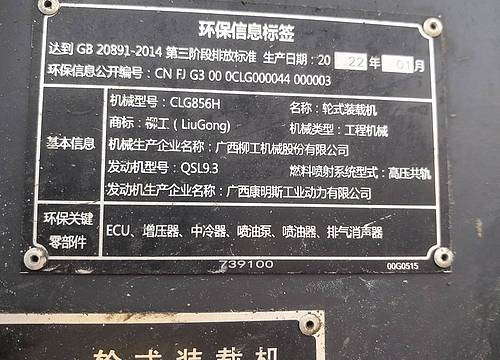 环保信息标签
达到 GB 20891-2014 第三阶段排放标准 生产日期：20 22 年 01 月
环保信息公开编号：CN FJ G3 00 0CLG000044 000003
基本信息
机械型号：CLG856H 名称：轮式装载机
商标：柳工（LiuGong) 机械类型：工程机械
机械生产企业名称：广西柳工机械股份有限公司
发动机型号：QSL9.3 燃料喷射系统型式：高压共轨
发动机生产企业名称：广西康明斯工业动力有限公司
环保关键
零部件
ECU、增压器、中冷器、喷油泵、喷油器、排气消声器
739100
00G0515
轮式装载机